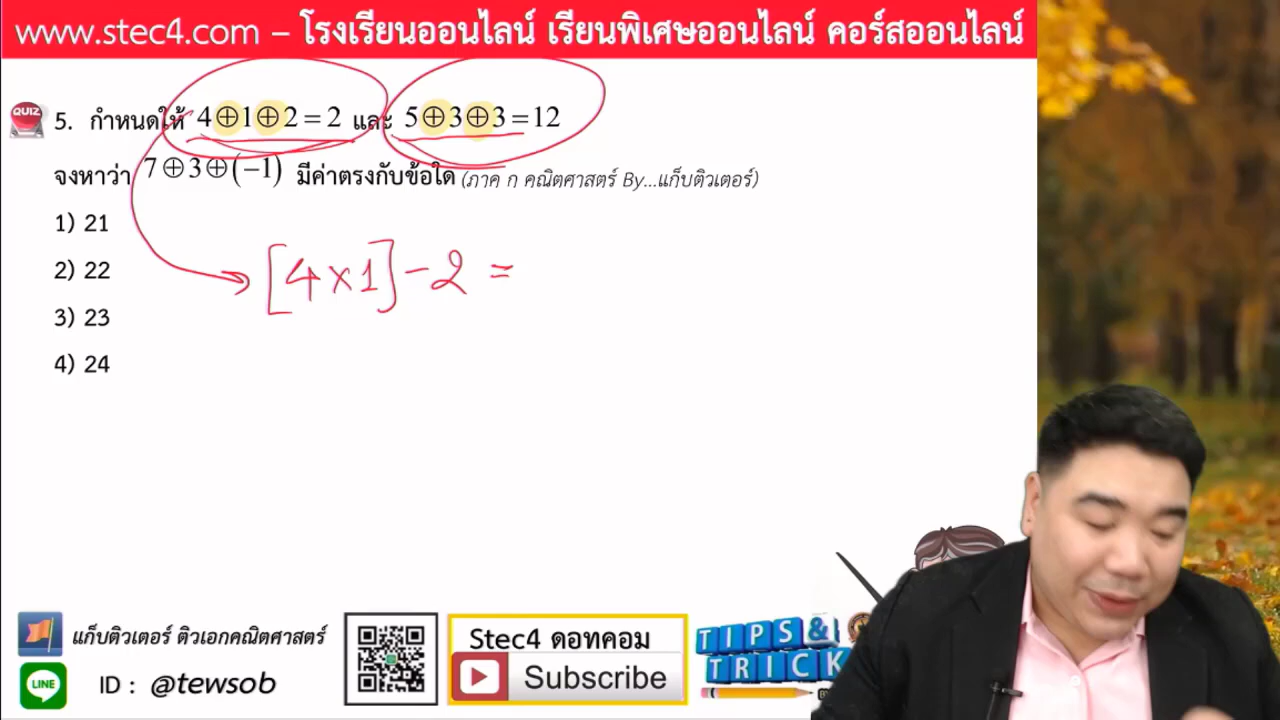 www.stec4.com – โรงเรียนออนไลน์ เรียนพิเศษออนไลน์ คอร์สออนไลน์
QUIZ
5. กำหนดให้ 4⊕1⊕2=2 และ 5⊕3⊕3=12
จงหาว่า 7⊕3⊕(−1) มีค่าตรงกับข้อใด (ภาค ก คณิตศาสตร์ By...แก็บติวเตอร์)
1) 21
[4×1]−2 =
2) 22
3) 23
4) 24
แก็บติวเตอร์ ติวเอกคณิตศาสตร์
LINE
ID : @tewsob
Stec4 ดอทคอม
Subscribe
TIPS&
TRICK